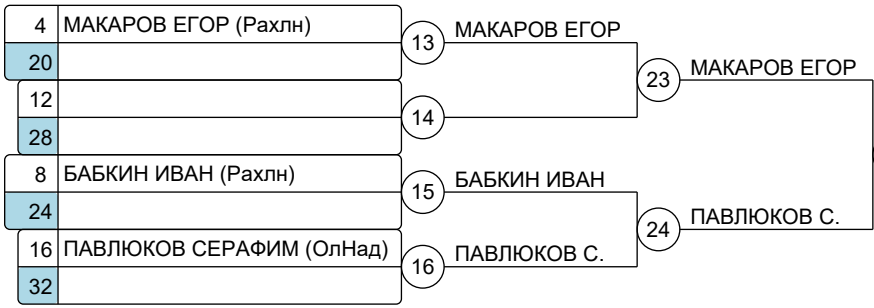 4 МАКАРОВ ЕГОР (Рахлн)
20
13 МАКАРОВ ЕГОР
12
28
14
23 МАКАРОВ ЕГОР
8 БАБКИН ИВАН (Рахлн)
24
15 БАБКИН ИВАН
16 ПАВЛЮКОВ СЕРАФИМ (ОлНад)
32
16 ПАВЛЮКОВ С.
24 ПАВЛЮКОВ С.